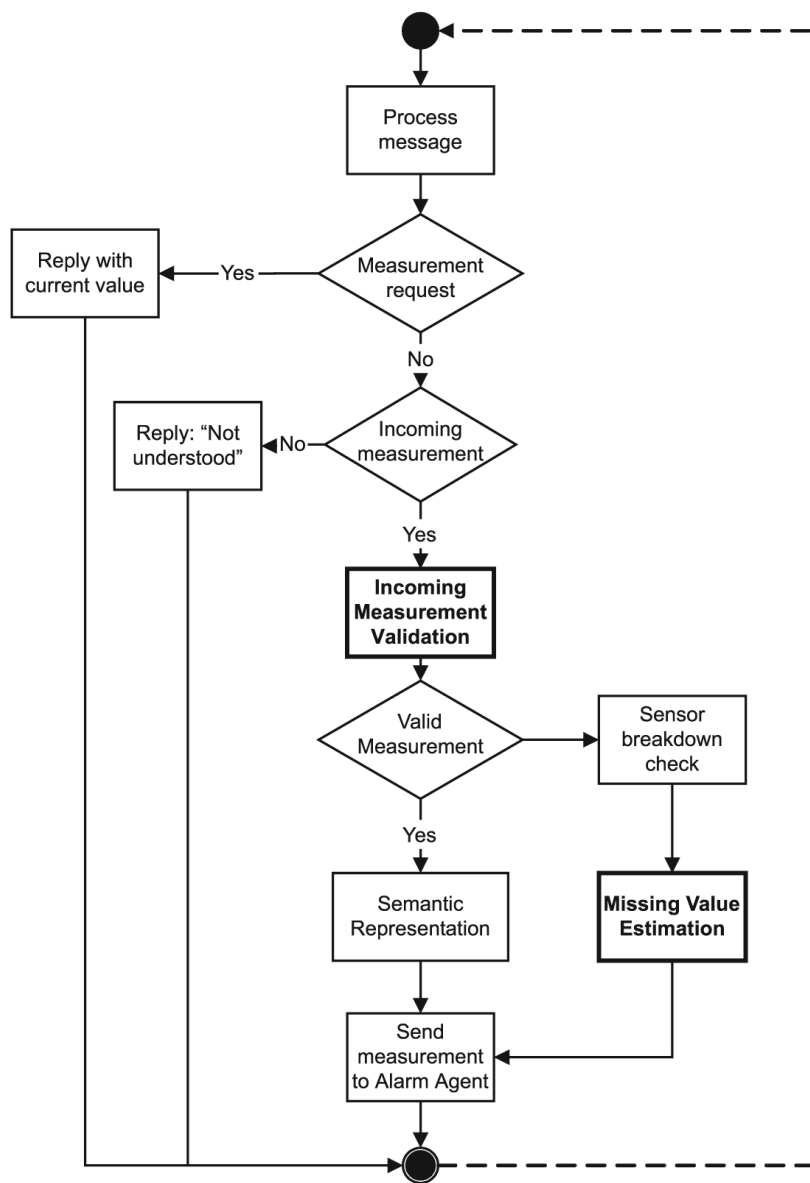 Process
message
Measurement
request
Yes
Reply with
current value
No
Incoming
measurement
No
Reply: “Not
understood”
Yes
Incoming
Measurement
Validation
Valid
Measurement
Sensor
breakdown
check
Yes
Semantic
Representation
Missing Value
Estimation
Send
measurement
to Alarm Agent